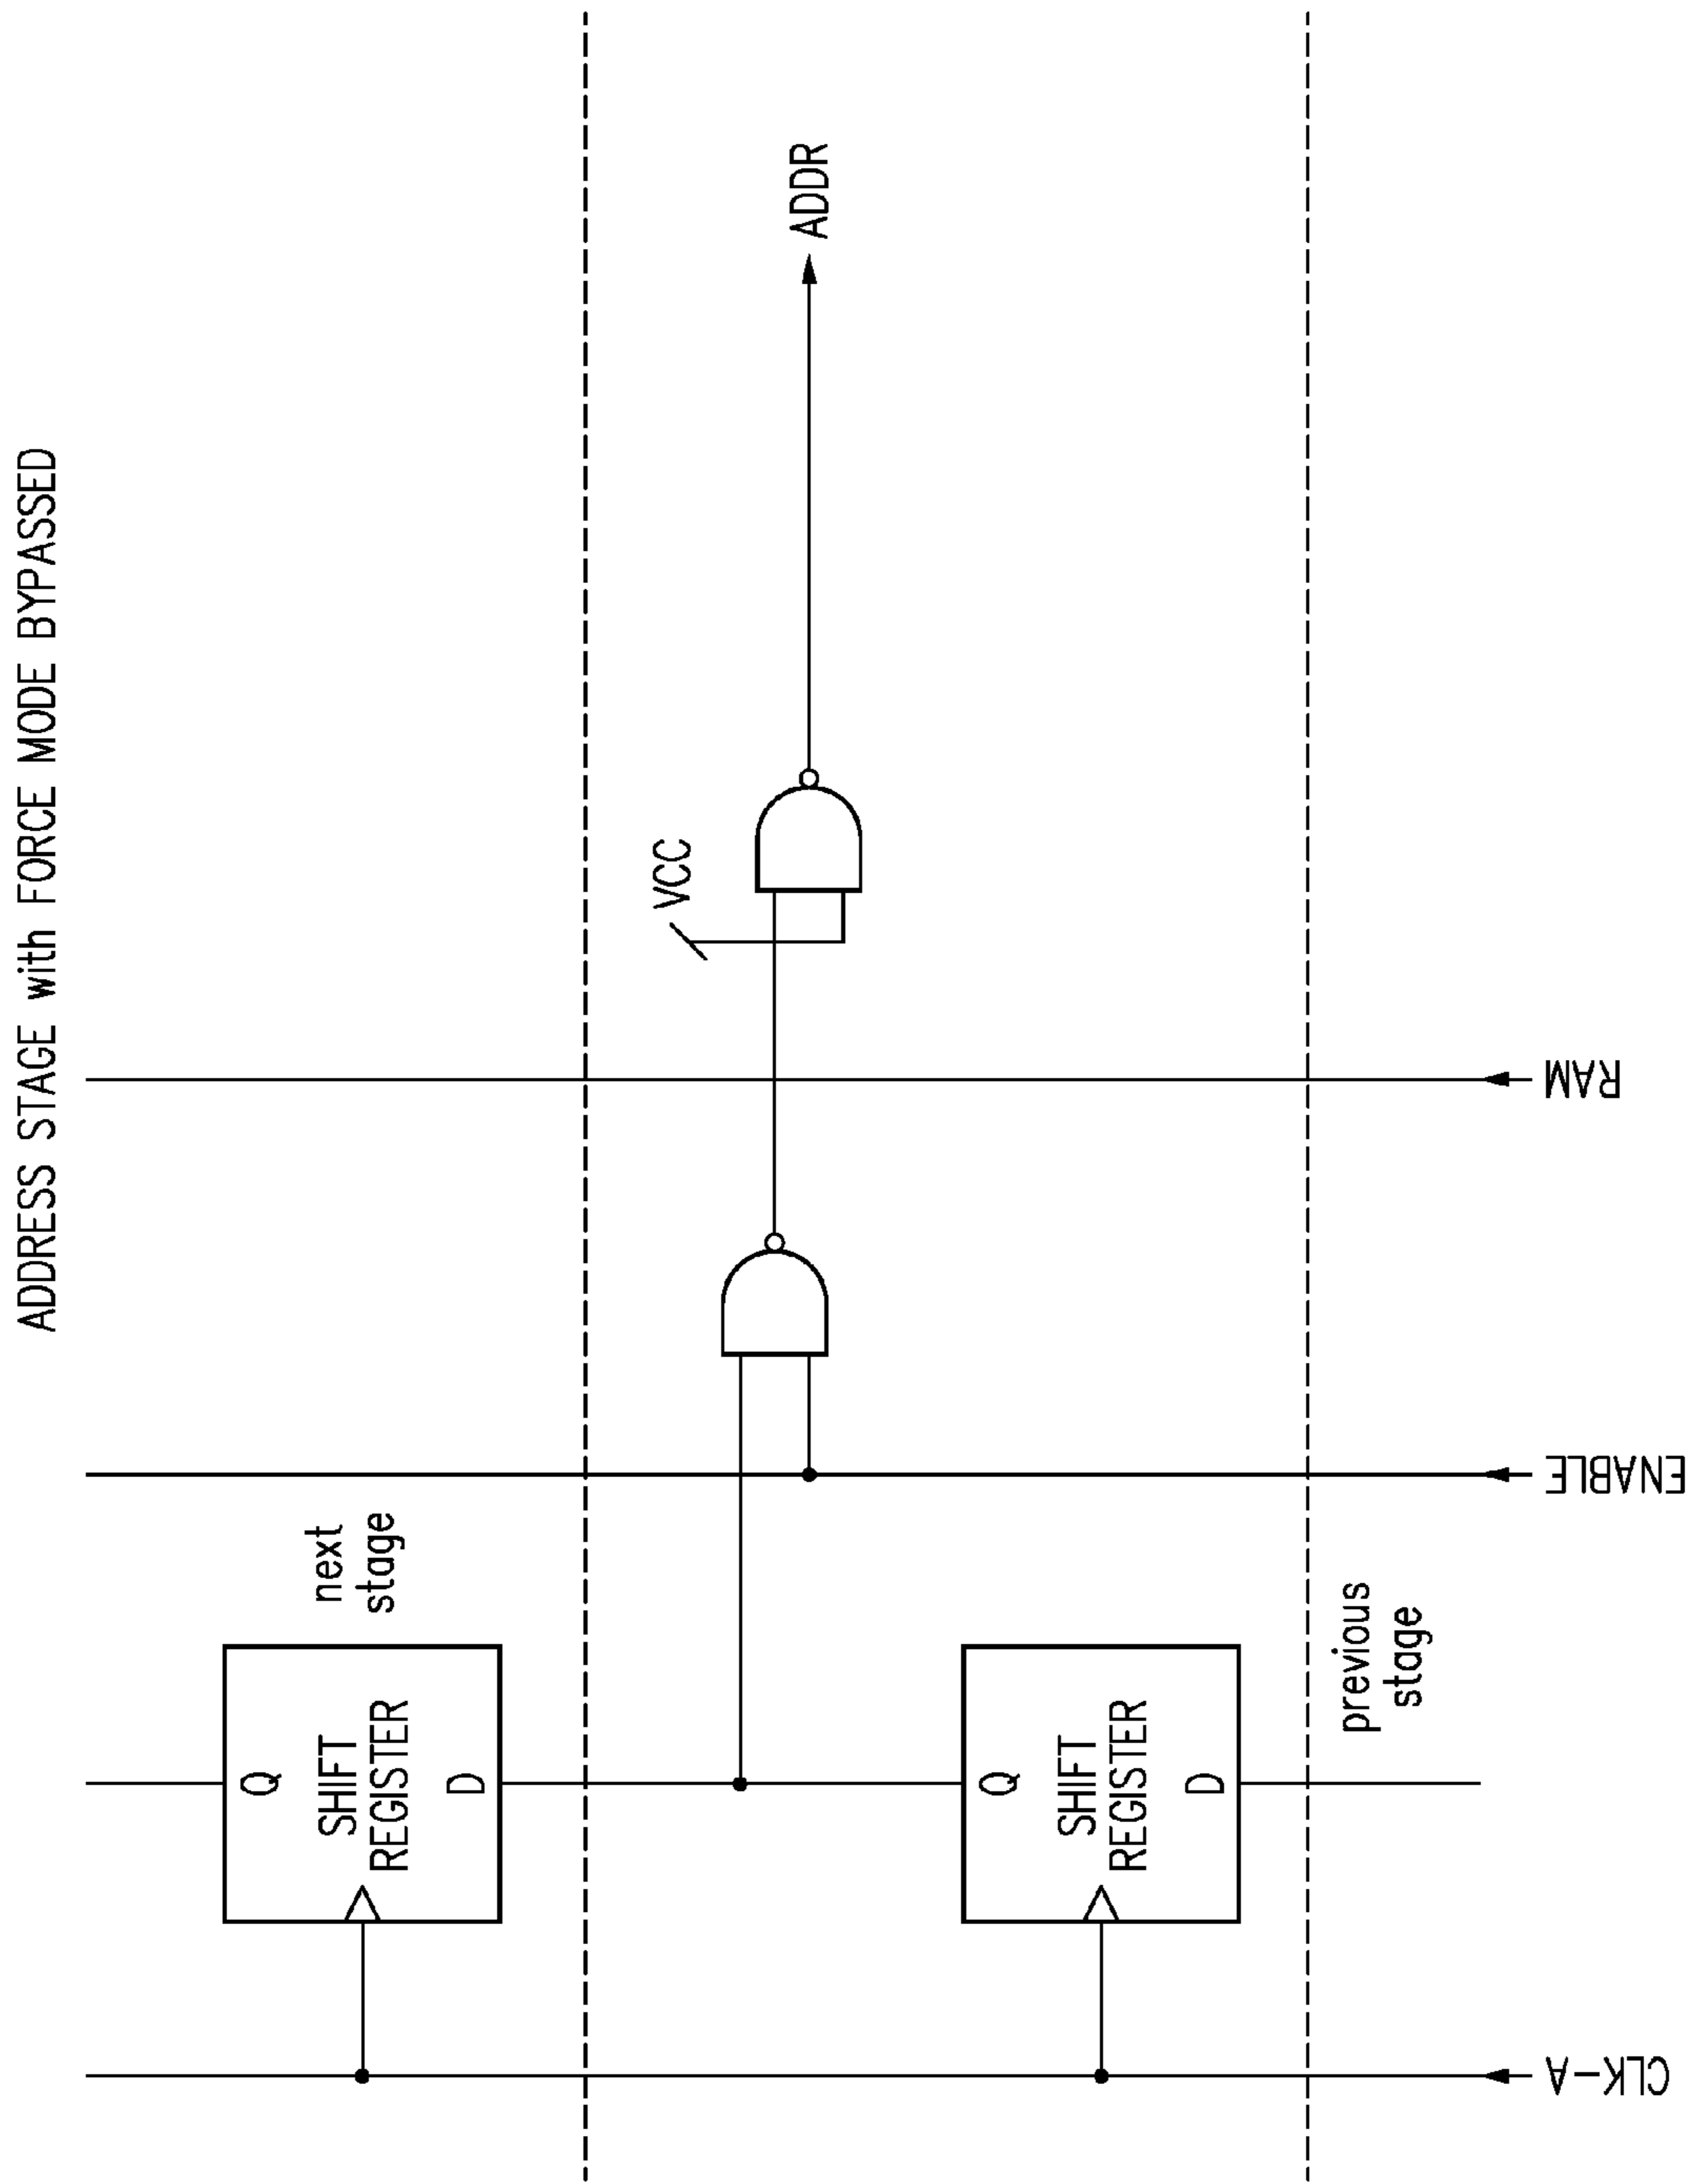 ADDRESS STAGE with FORCE MODE BYPASSED
Q
SHIFT
REGISTER
D
next
stage
VCC
ADDR
Q
SHIFT
REGISTER
D
previous
stage
CLK-A
ENABLE
RAM